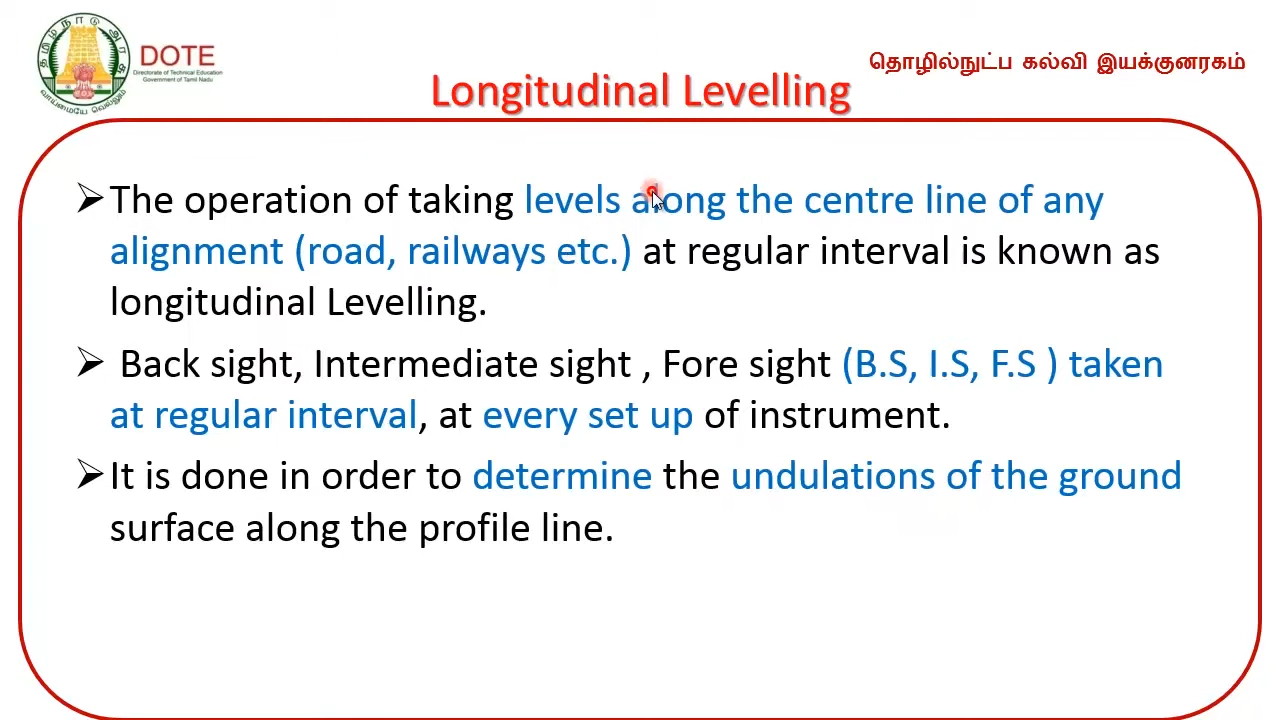 தமிழ்நாடு அரசு
வாய்மையே வெல்லும்
DOTE
Directorate of Technical Education
Government of Tamil Nadu
தொழில்நுட்ப கல்வி இயக்குனரகம்
Longitudinal Levelling
➢The operation of taking levels along the centre line of any
alignment (road, railways etc.) at regular interval is known as
longitudinal Levelling.
➢ Back sight, Intermediate sight , Fore sight (B.S, I.S, F.S ) taken
at regular interval, at every set up of instrument.
➢It is done in order to determine the undulations of the ground
surface along the profile line.